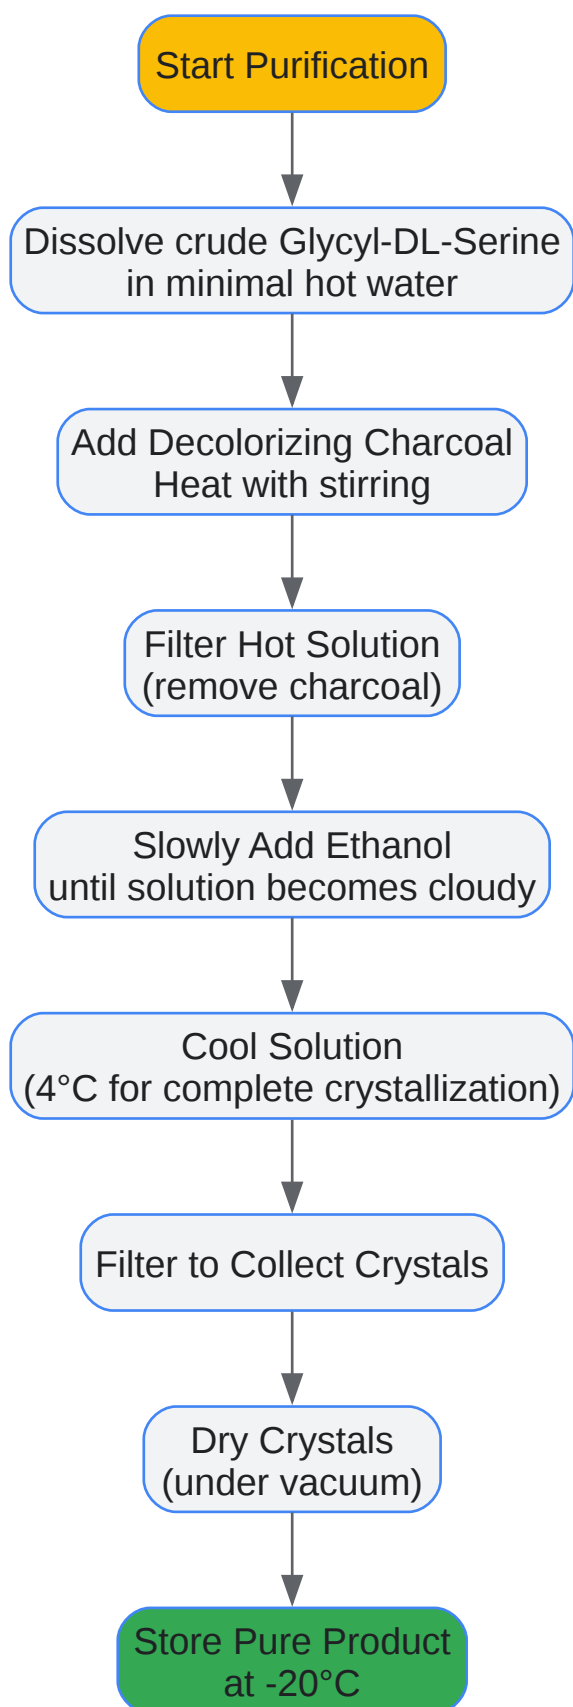 Start Purification
Dissolve crude Glycyl-DL-Serine
in minimal hot water
Add Decolorizing Charcoal
Heat with stirring
Filter Hot Solution
(remove charcoal)
Slowly Add Ethanol
until solution becomes cloudy
Cool Solution
(4°C for complete crystallization)
Filter to Collect Crystals
Dry Crystals
(under vacuum)
Store Pure Product
at -20°C